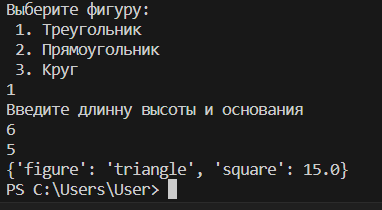 Выберите фигуру:
1. Треугольник
2. Прямоугольник
3. Круг
1
Введите длинну высоты и основания
6
5
{'figure': 'triangle', 'square': 15.0}
PS C:\Users\User>